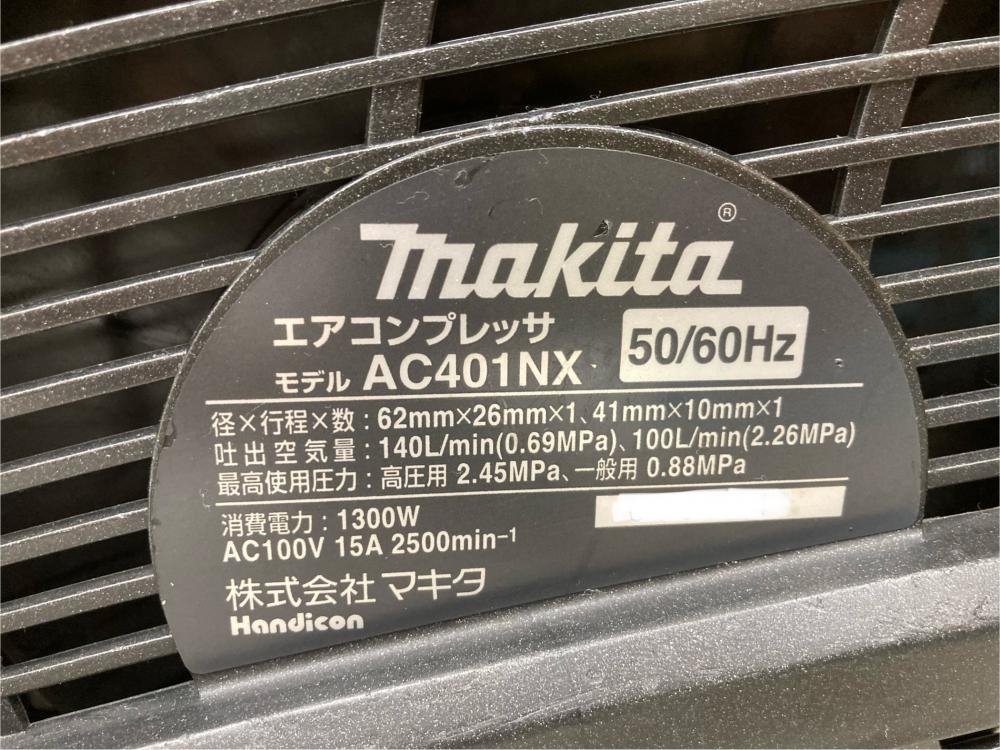 makita®
エアコンプレッサ
モデル AC401NX
50/60Hz
径×行程×数：62mm×26mm×1、41mm×10mm×1
吐出空気量：140L/min(0.69MPa)、100L/min(2.26MPa)
最高使用圧力：高圧用 2.45MPa、一般用 0.88MPa
消費電力：1300W
AC100V 15A 2500min⁻¹
株式会社 マキタ
Handicon